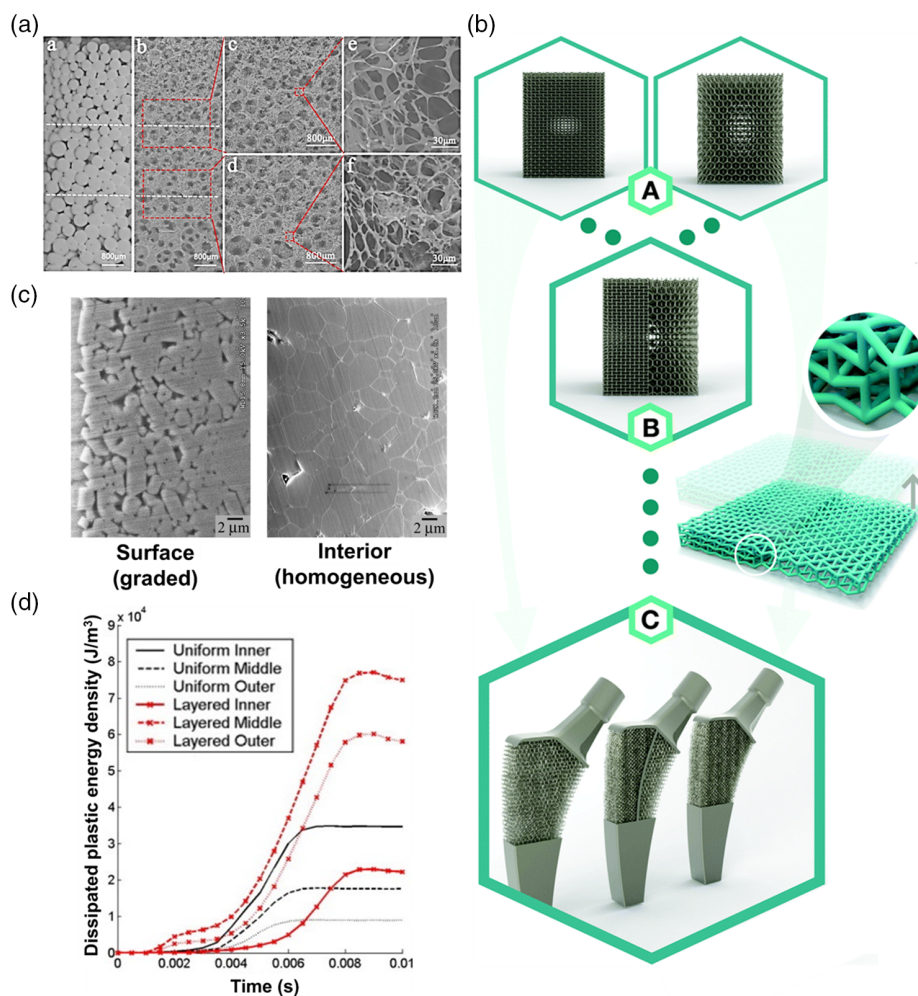 (a)
a
b
c
e
800μm
30μm
d
f
800μm
800μm
860μm
30μm
(b)
A
B
C
(c)
2 μm
2 μm
Surface
(graded)
Interior
(homogeneous)
(d)
× 10⁴
Dissipated plastic energy density (J/m³)
9
8
7
6
5
4
3
2
1
0
Uniform Inner
Uniform Middle
Uniform Outer
Layered Inner
Layered Middle
Layered Outer
0
0.002
0.004
0.006
0.008
0.01
Time (s)